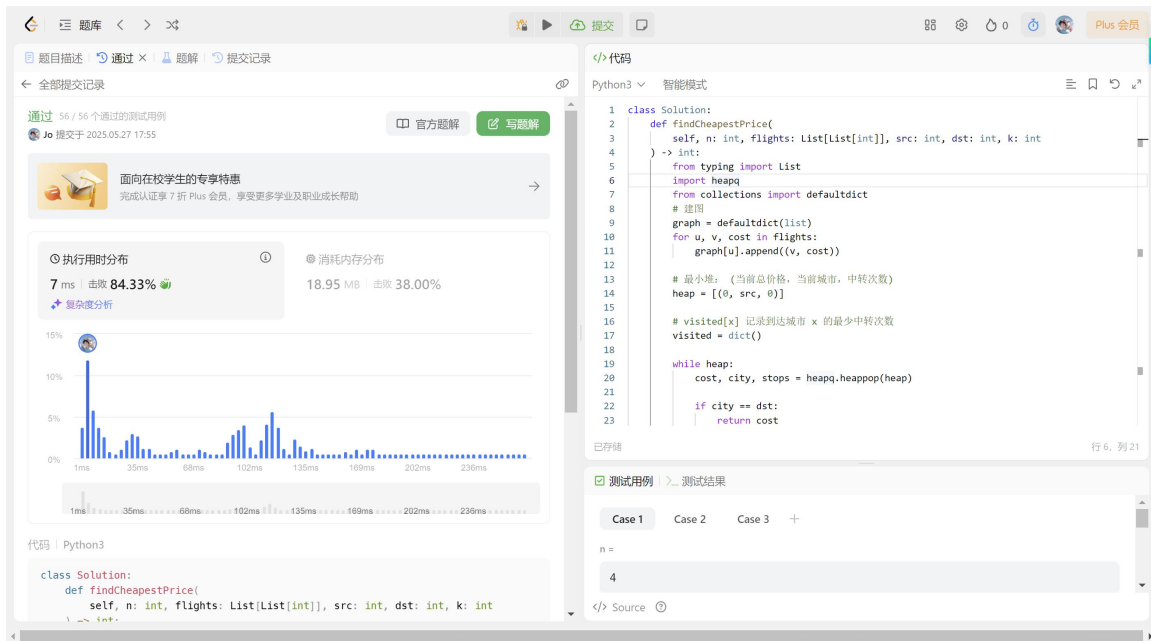 题库 提交 0 Plus 会员
题目描述 通过 题解 提交记录
全部提交记录
通过 56 / 56 个通过的测试用例
Jo 提交于 2025.05.27 17:55
官方题解 写题解
面向在校学生的专享特惠
完成认证享 7 折 Plus 会员，享受更多学业及职业成长帮助
执行用时分布
7 ms 击败 84.33%
复杂度分析
消耗内存分布
18.95 MB 击败 38.00%
15%
10%
5%
0%
1ms 35ms 68ms 102ms 135ms 169ms 202ms 236ms
1ms 35ms 68ms 102ms 135ms 169ms 202ms 236ms
代码 Python3
class Solution:
def findCheapestPrice(
self, n: int, flights: List[List[int]], src: int, dst: int, k: int
) -> int:
</>代码
Python3 智能模式
1 class Solution:
2 def findCheapestPrice(
3 self, n: int, flights: List[List[int]], src: int, dst: int, k: int
4 ) -> int:
5 from typing import List
6 import heapq
7 from collections import defaultdict
8 # 建图
9 graph = defaultdict(list)
10 for u, v, cost in flights:
11 graph[u].append((v, cost))
12
13 # 最小堆： (当前总价格，当前城市，中转次数)
14 heap = [(0, src, 0)]
15
16 # visited[x] 记录到达城市 x 的最少中转次数
17 visited = dict()
18
19 while heap:
20 cost, city, stops = heapq.heappop(heap)
21
22 if city == dst:
23 return cost
已存储 行 6，列 21
测试用例 >_ 测试结果
Case 1 Case 2 Case 3 +
n =
4
</> Source